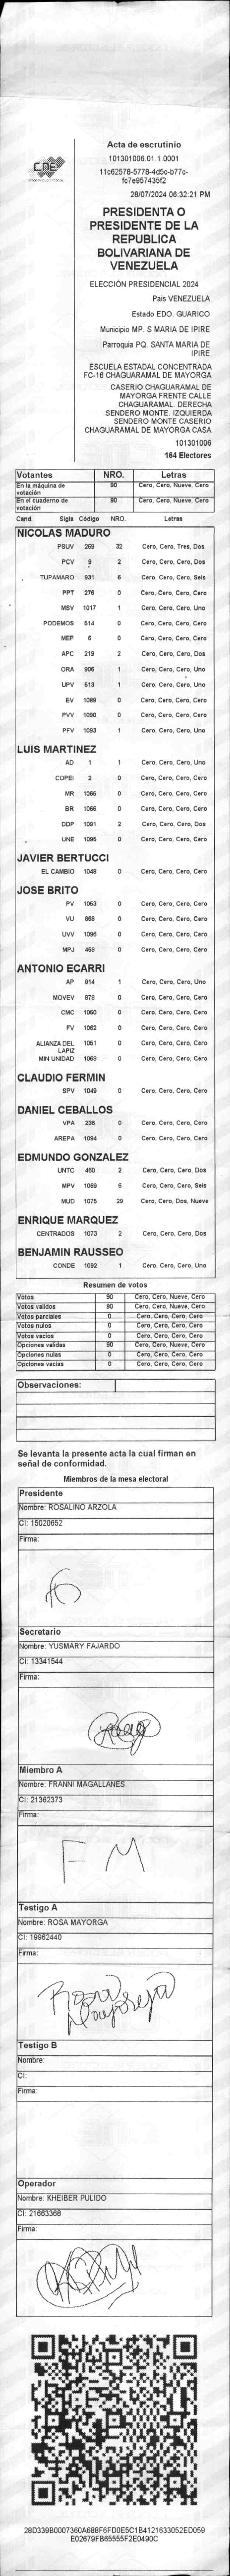 CNE
Acta de escrutinio
101301006.01.1.0001
11c62578-5778-4d5c-b77c-
fc7e957435f2
28/07/2024 06:32:21 PM
PRESIDENTA O
PRESIDENTE DE LA
REPUBLICA
BOLIVARIANA DE
VENEZUELA
ELECCIÓN PRESIDENCIAL 2024
Pais VENEZUELA
Estado EDO. GUARICO
Municipio MP. S MARIA DE IPIRE
Parroquia PQ. SANTA MARIA DE
IPIRE
ESCUELA ESTADAL CONCENTRADA
FC-16 CHAGUARAMAL DE MAYORGA
CASERIO CHAGUARAMAL DE
MAYORGA FRENTE CALLE
CHAGUARAMAL. DERECHA
SENDERO MONTE. IZQUIERDA
SENDERO MONTE CASERIO
CHAGUARAMAL DE MAYORGA CASA
101301006
164 Electores
Votantes NRO. Letras
En la máquina de votación 90 Cero, Cero, Nueve, Cero
En el cuaderno de votación 90 Cero, Cero, Nueve, Cero
Cand. Sigla Código NRO. Letras
NICOLAS MADURO
PSUV 269 32 Cero, Cero, Tres, Dos
PCV 9 2 Cero, Cero, Cero, Dos
TUPAMARO 931 6 Cero, Cero, Cero, Seis
PPT 276 0 Cero, Cero, Cero, Cero
MSV 1017 1 Cero, Cero, Cero, Uno
PODEMOS 514 0 Cero, Cero, Cero, Cero
MEP 6 0 Cero, Cero, Cero, Cero
APC 219 2 Cero, Cero, Cero, Dos
ORA 906 1 Cero, Cero, Cero, Uno
UPV 513 1 Cero, Cero, Cero, Uno
EV 1089 0 Cero, Cero, Cero, Cero
PVV 1090 0 Cero, Cero, Cero, Cero
PFV 1093 1 Cero, Cero, Cero, Uno
LUIS MARTINEZ
AD 1 1 Cero, Cero, Cero, Uno
COPEI 2 0 Cero, Cero, Cero, Cero
MR 1065 0 Cero, Cero, Cero, Cero
BR 1066 0 Cero, Cero, Cero, Cero
DDP 1091 2 Cero, Cero, Cero, Dos
UNE 1095 0 Cero, Cero, Cero, Cero
JAVIER BERTUCCI
EL CAMBIO 1048 0 Cero, Cero, Cero, Cero
JOSE BRITO
PV 1053 0 Cero, Cero, Cero, Cero
VU 868 0 Cero, Cero, Cero, Cero
UVV 1096 0 Cero, Cero, Cero, Cero
MPJ 458 0 Cero, Cero, Cero, Cero
ANTONIO ECARRI
AP 814 1 Cero, Cero, Cero, Uno
MOVEV 878 0 Cero, Cero, Cero, Cero
CMC 1050 0 Cero, Cero, Cero, Cero
FV 1062 0 Cero, Cero, Cero, Cero
ALIANZA DEL LAPIZ 1051 0 Cero, Cero, Cero, Cero
MIN UNIDAD 1068 0 Cero, Cero, Cero, Cero
CLAUDIO FERMIN
SPV 1049 0 Cero, Cero, Cero, Cero
DANIEL CEBALLOS
VPA 236 0 Cero, Cero, Cero, Cero
AREPA 1094 0 Cero, Cero, Cero, Cero
EDMUNDO GONZALEZ
UNTC 460 2 Cero, Cero, Cero, Dos
MPV 1069 6 Cero, Cero, Cero, Seis
MUD 1075 29 Cero, Cero, Dos, Nueve
ENRIQUE MARQUEZ
CENTRADOS 1073 2 Cero, Cero, Cero, Dos
BENJAMIN RAUSSEO
CONDE 1092 1 Cero, Cero, Cero, Uno
Resumen de votos
Votos 90 Cero, Cero, Nueve, Cero
Votos validos 90 Cero, Cero, Nueve, Cero
Votos parciales 0 Cero, Cero, Cero, Cero
Votos nulos 0 Cero, Cero, Cero, Cero
Votos vacios 0 Cero, Cero, Cero, Cero
Opciones validas 90 Cero, Cero, Nueve, Cero
Opciones nulas 0 Cero, Cero, Cero, Cero
Opciones vacias 0 Cero, Cero, Cero, Cero
Observaciones:
Se levanta la presente acta la cual firman en
señal de conformidad.
Miembros de la mesa electoral
Presidente
Nombre: ROSALINO ARZOLA
CI: 15020652
Firma:
Secretario
Nombre: YUSMARY FAJARDO
CI: 13341544
Firma:
Miembro A
Nombre: FRANNI MAGALLANES
CI: 21362373
Firma:
F M
Testigo A
Nombre: ROSA MAYORGA
CI: 19962440
Firma:
Testigo B
Nombre:
CI:
Firma:
Operador
Nombre: KHEIBER PULIDO
CI: 21663368
Firma:
28D339B0007360A688F6FD0E5C1B4121633052ED059
E02679FB65555F2E0490C